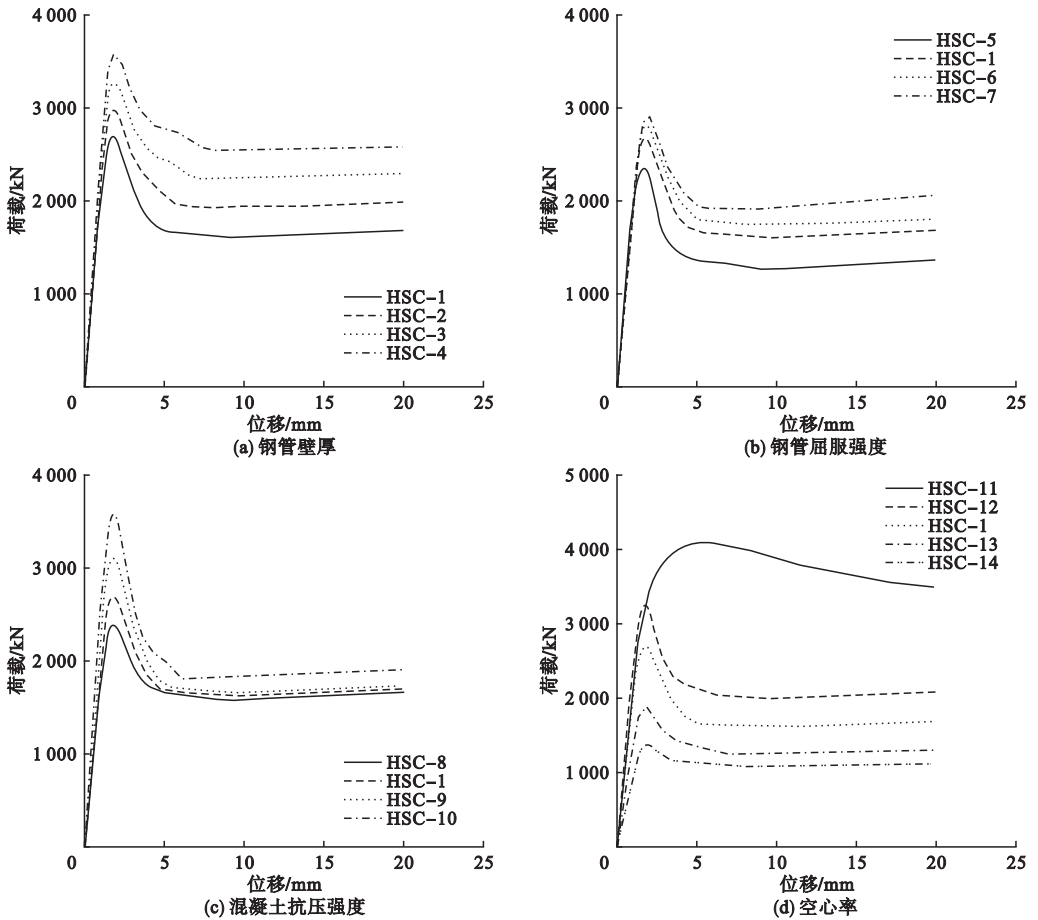 4 000
3 000
2 000
1 000
0
5
10
15
20
25
荷载/kN
位移/mm
HSC-1
HSC-2
HSC-3
HSC-4
(a) 钢管壁厚
4 000
3 000
2 000
1 000
0
5
10
15
20
25
荷载/kN
位移/mm
HSC-5
HSC-1
HSC-6
HSC-7
(b) 钢管屈服强度
4 000
3 000
2 000
1 000
0
5
10
15
20
25
荷载/kN
位移/mm
HSC-8
HSC-1
HSC-9
HSC-10
(c) 混凝土抗压强度
5 000
4 000
3 000
2 000
1 000
0
5
10
15
20
25
荷载/kN
位移/mm
HSC-11
HSC-12
HSC-1
HSC-13
HSC-14
(d) 空心率